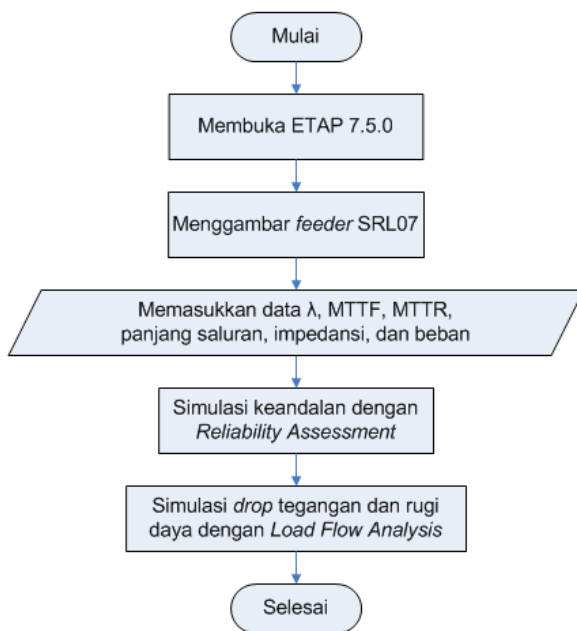 Mulai
Membuka ETAP 7.5.0
Menggambar feeder SRL07
Memasukkan data λ, MTTF, MTTR,
panjang saluran, impedansi, dan beban
Simulasi keandalan dengan
Reliability Assessment
Simulasi drop tegangan dan rugi
daya dengan Load Flow Analysis
Selesai